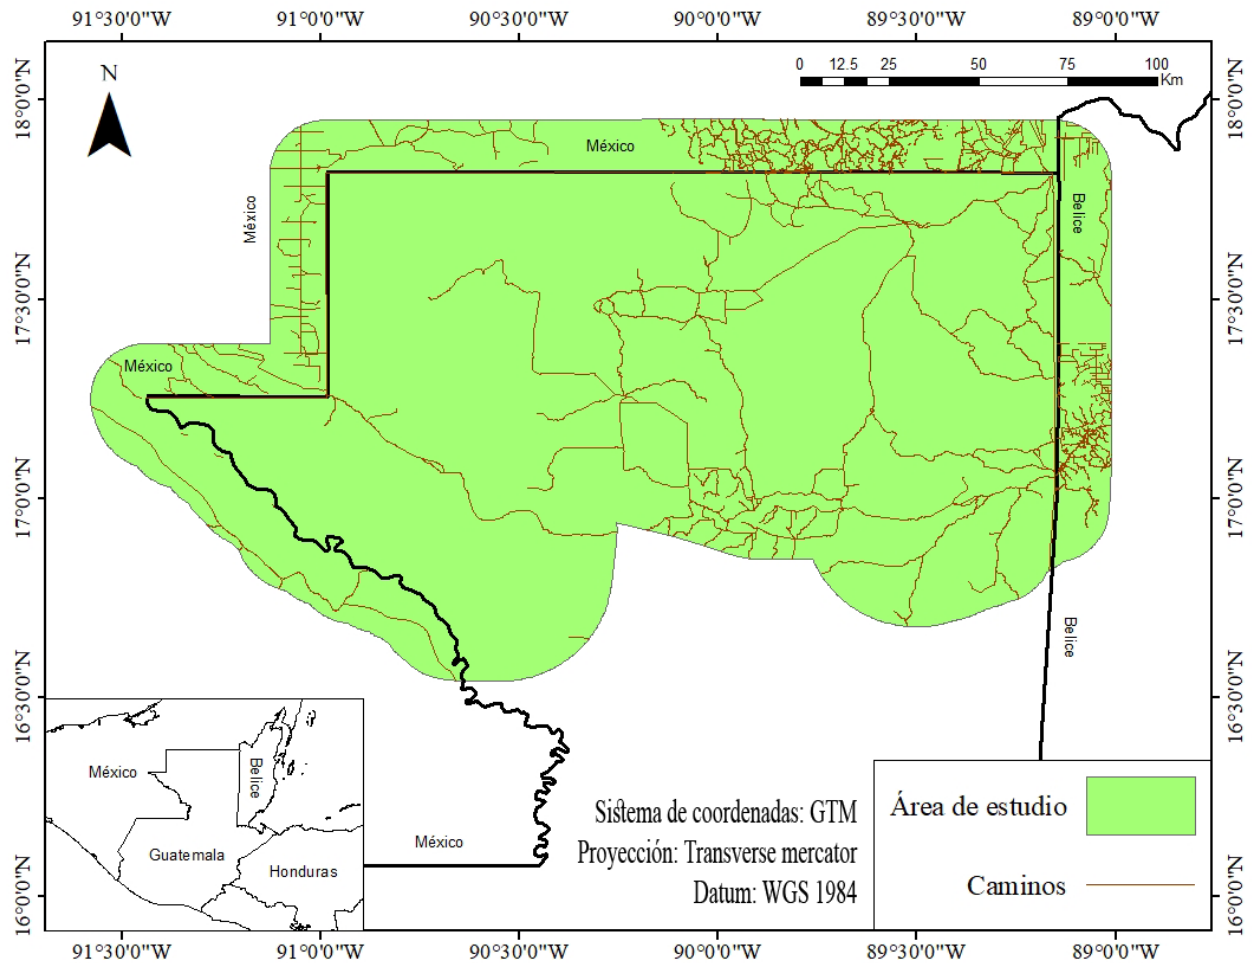 91°30'0"W 91°0'0"W 90°30'0"W 90°0'0"W 89°30'0"W 89°0'0"W
N
0 12.5 25 50 75 100
Km
18°0'0"N
18°0'0"N
México
México
Belice
17°30'0"N
17°30'0"N
México
17°0'0"N
17°0'0"N
Belice
16°30'0"N
16°30'0"N
México
Belice
Guatemala
Honduras
México
Sistema de coordenadas: GTM
Proyección: Transverse mercator
Datum: WGS 1984
Área de estudio
Caminos
16°0'0"N
16°0'0"N
91°30'0"W 91°0'0"W 90°30'0"W 90°0'0"W 89°30'0"W 89°0'0"W